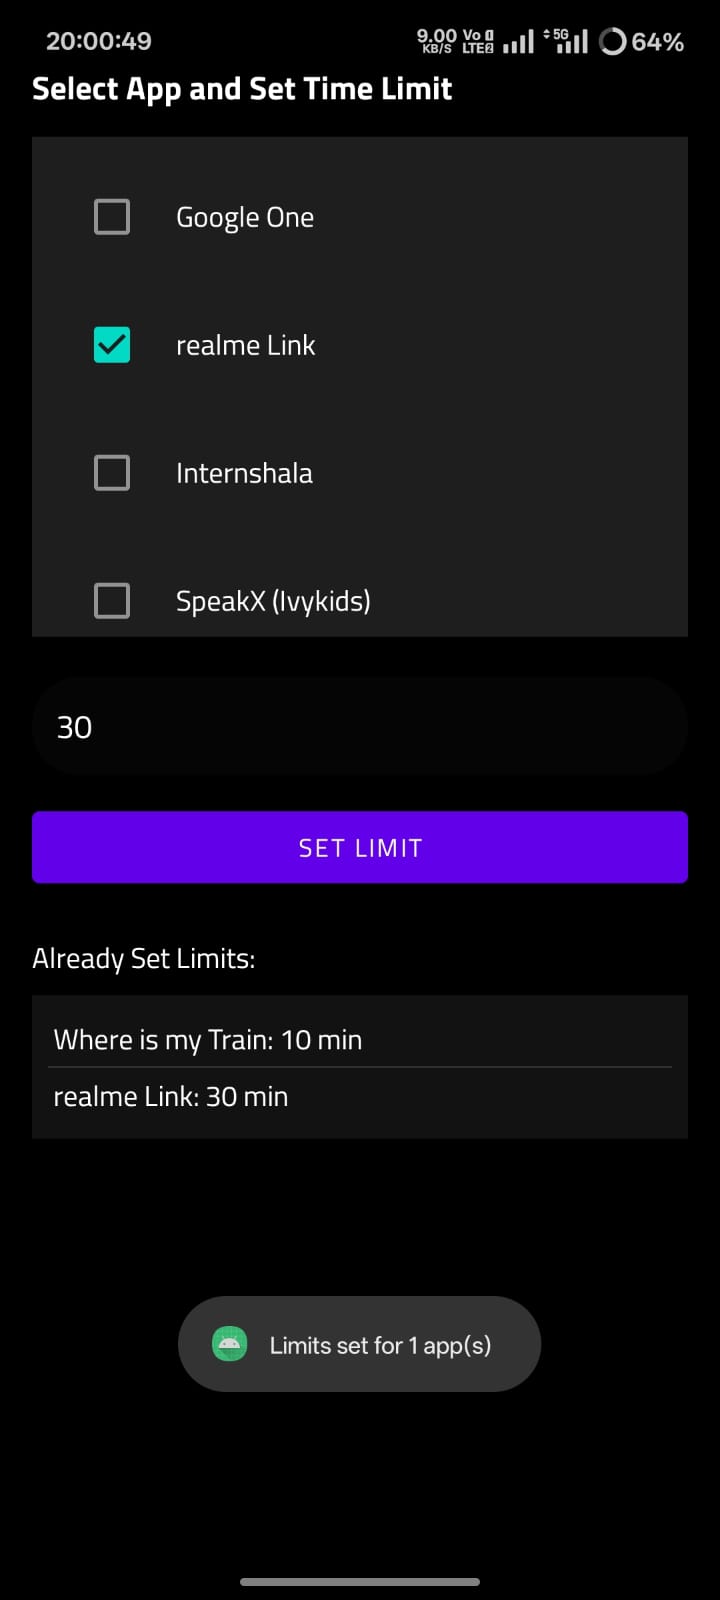 20:00:49 9.00 KB/S Vo LTE2 5G 64%
Select App and Set Time Limit
Google One
realme Link
Internshala
SpeakX (Ivykids)
30
SET LIMIT
Already Set Limits:
Where is my Train: 10 min
realme Link: 30 min
Limits set for 1 app(s)